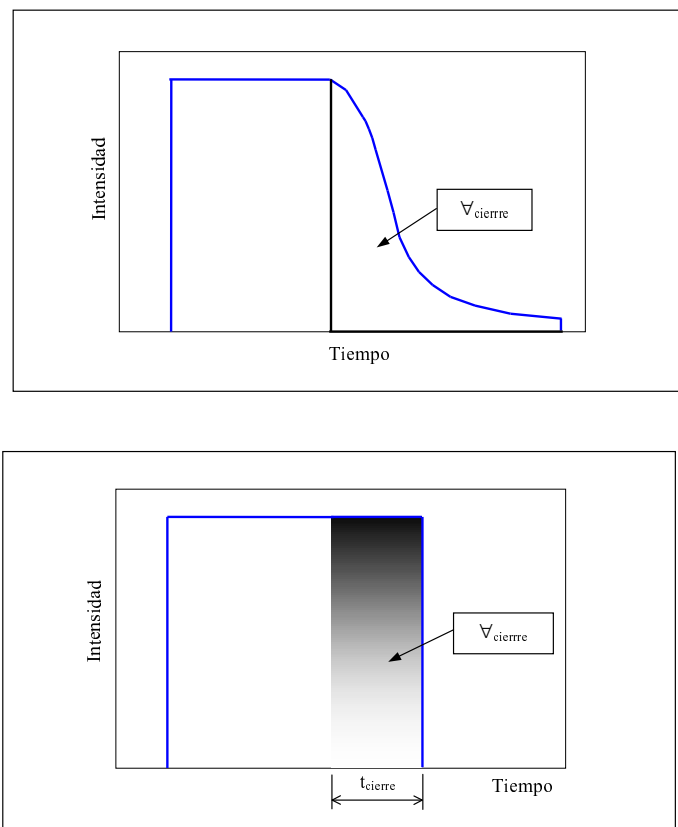 Intensidad
∀cierrre
Tiempo
Intensidad
∀cierrre
tcierre
Tiempo